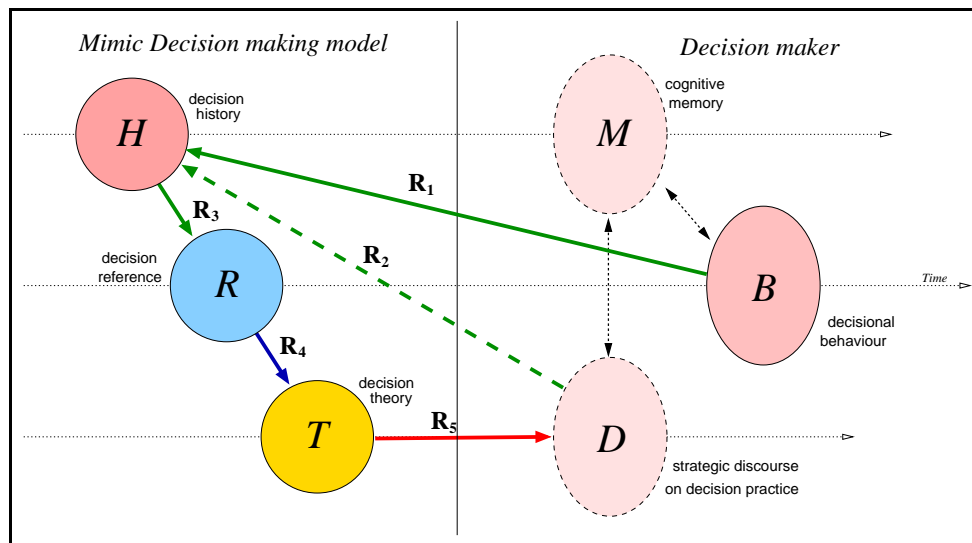 Mimic Decision making model
Decision maker
decision
history
cognitive
memory
H
M
R1
R3
R2
decision
reference
R
B
Time
decisional
behaviour
R4
decision
theory
T
R5
D
strategic discourse
on decision practice